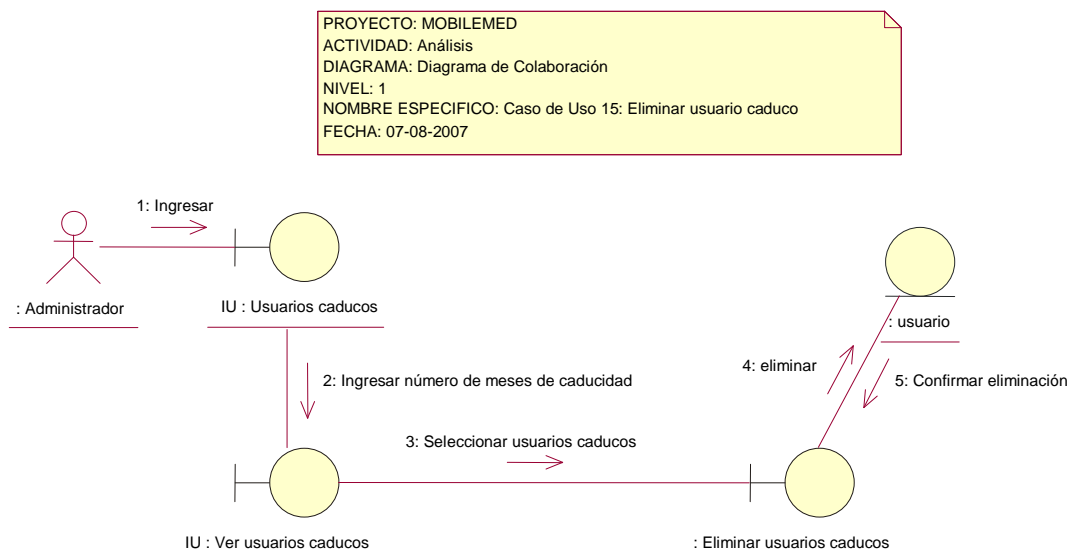 PROYECTO: MOBILEMED
ACTIVIDAD: Análisis
DIAGRAMA: Diagrama de Colaboración
NIVEL: 1
NOMBRE ESPECIFICO: Caso de Uso 15: Eliminar usuario caduco
FECHA: 07-08-2007
1: Ingresar
: Administrador
IU : Usuarios caducos
: usuario
2: Ingresar número de meses de caducidad
4: eliminar
5: Confirmar eliminación
3: Seleccionar usuarios caducos
IU : Ver usuarios caducos
: Eliminar usuarios caducos